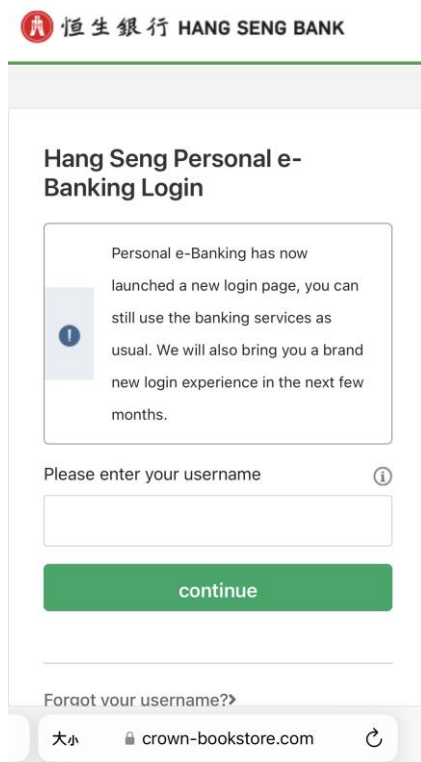 恒生銀行 HANG SENG BANK
Hang Seng Personal e-
Banking Login
Personal e-Banking has now
launched a new login page, you can
still use the banking services as
usual. We will also bring you a brand
new login experience in the next few
months.
Please enter your username
continue
Forgot your username?>
大小 crown-bookstore.com